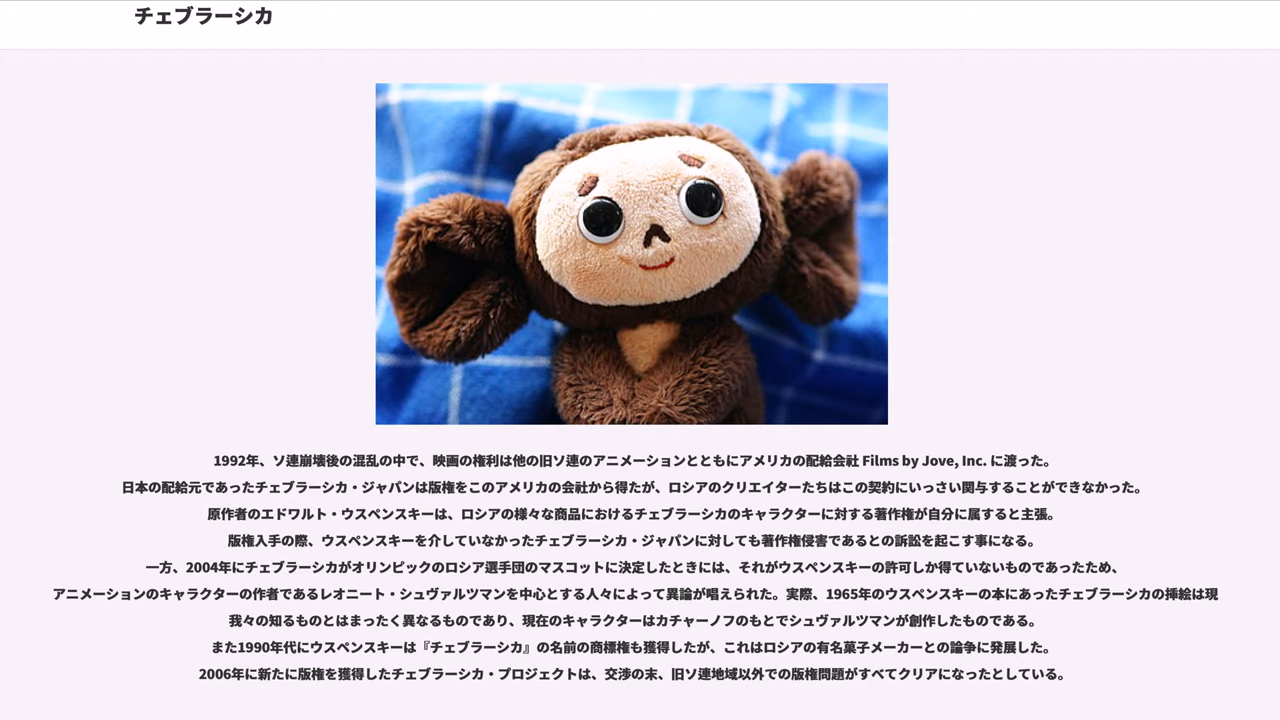 チェブラーシカ
1992年、ソ連崩壊後の混乱の中で、映画の権利は他の旧ソ連のアニメーションとともにアメリカの配給会社 Films by Jove, Inc. に渡った。
日本の配給元であったチェブラーシカ・ジャパンは版権をこのアメリカの会社から得たが、ロシアのクリエイターたちはこの契約にいっさい関与することができなかった。
原作者のエドワルト・ウスペンスキーは、ロシアの様々な商品におけるチェブラーシカのキャラクターに対する著作権が自分に属すると主張。
版権入手の際、ウスペンスキーを介していなかったチェブラーシカ・ジャパンに対しても著作権侵害であるとの訴訟を起こす事になる。
一方、2004年にチェブラーシカがオリンピックのロシア選手団のマスコットに決定したときには、それがウスペンスキーの許可しか得ていないものであったため、
アニメーションのキャラクターの作者であるレオニート・シュヴァルツマンを中心とする人々によって異論が唱えられた。実際、1965年のウスペンスキーの本にあったチェブラーシカの挿絵は現
我々の知るものとはまったく異なるものであり、現在のキャラクターはカチャーノフのもとでシュヴァルツマンが創作したものである。
また1990年代にウスペンスキーは『チェブラーシカ』の名前の商標権も獲得したが、これはロシアの有名菓子メーカーとの論争に発展した。
2006年に新たに版権を獲得したチェブラーシカ・プロジェクトは、交渉の末、旧ソ連地域以外での版権問題がすべてクリアになったとしている。